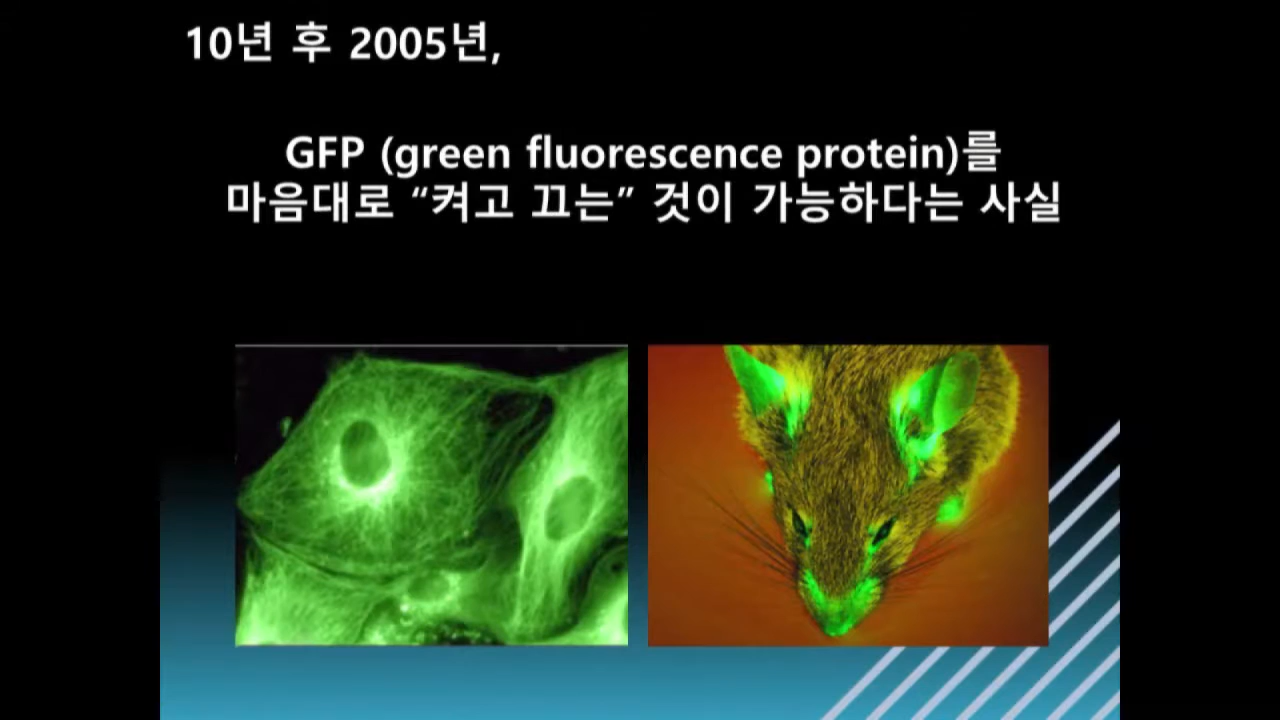 10년 후 2005년,
GFP (green fluorescence protein)를
마음대로 “켜고 끄는” 것이 가능하다는 사실